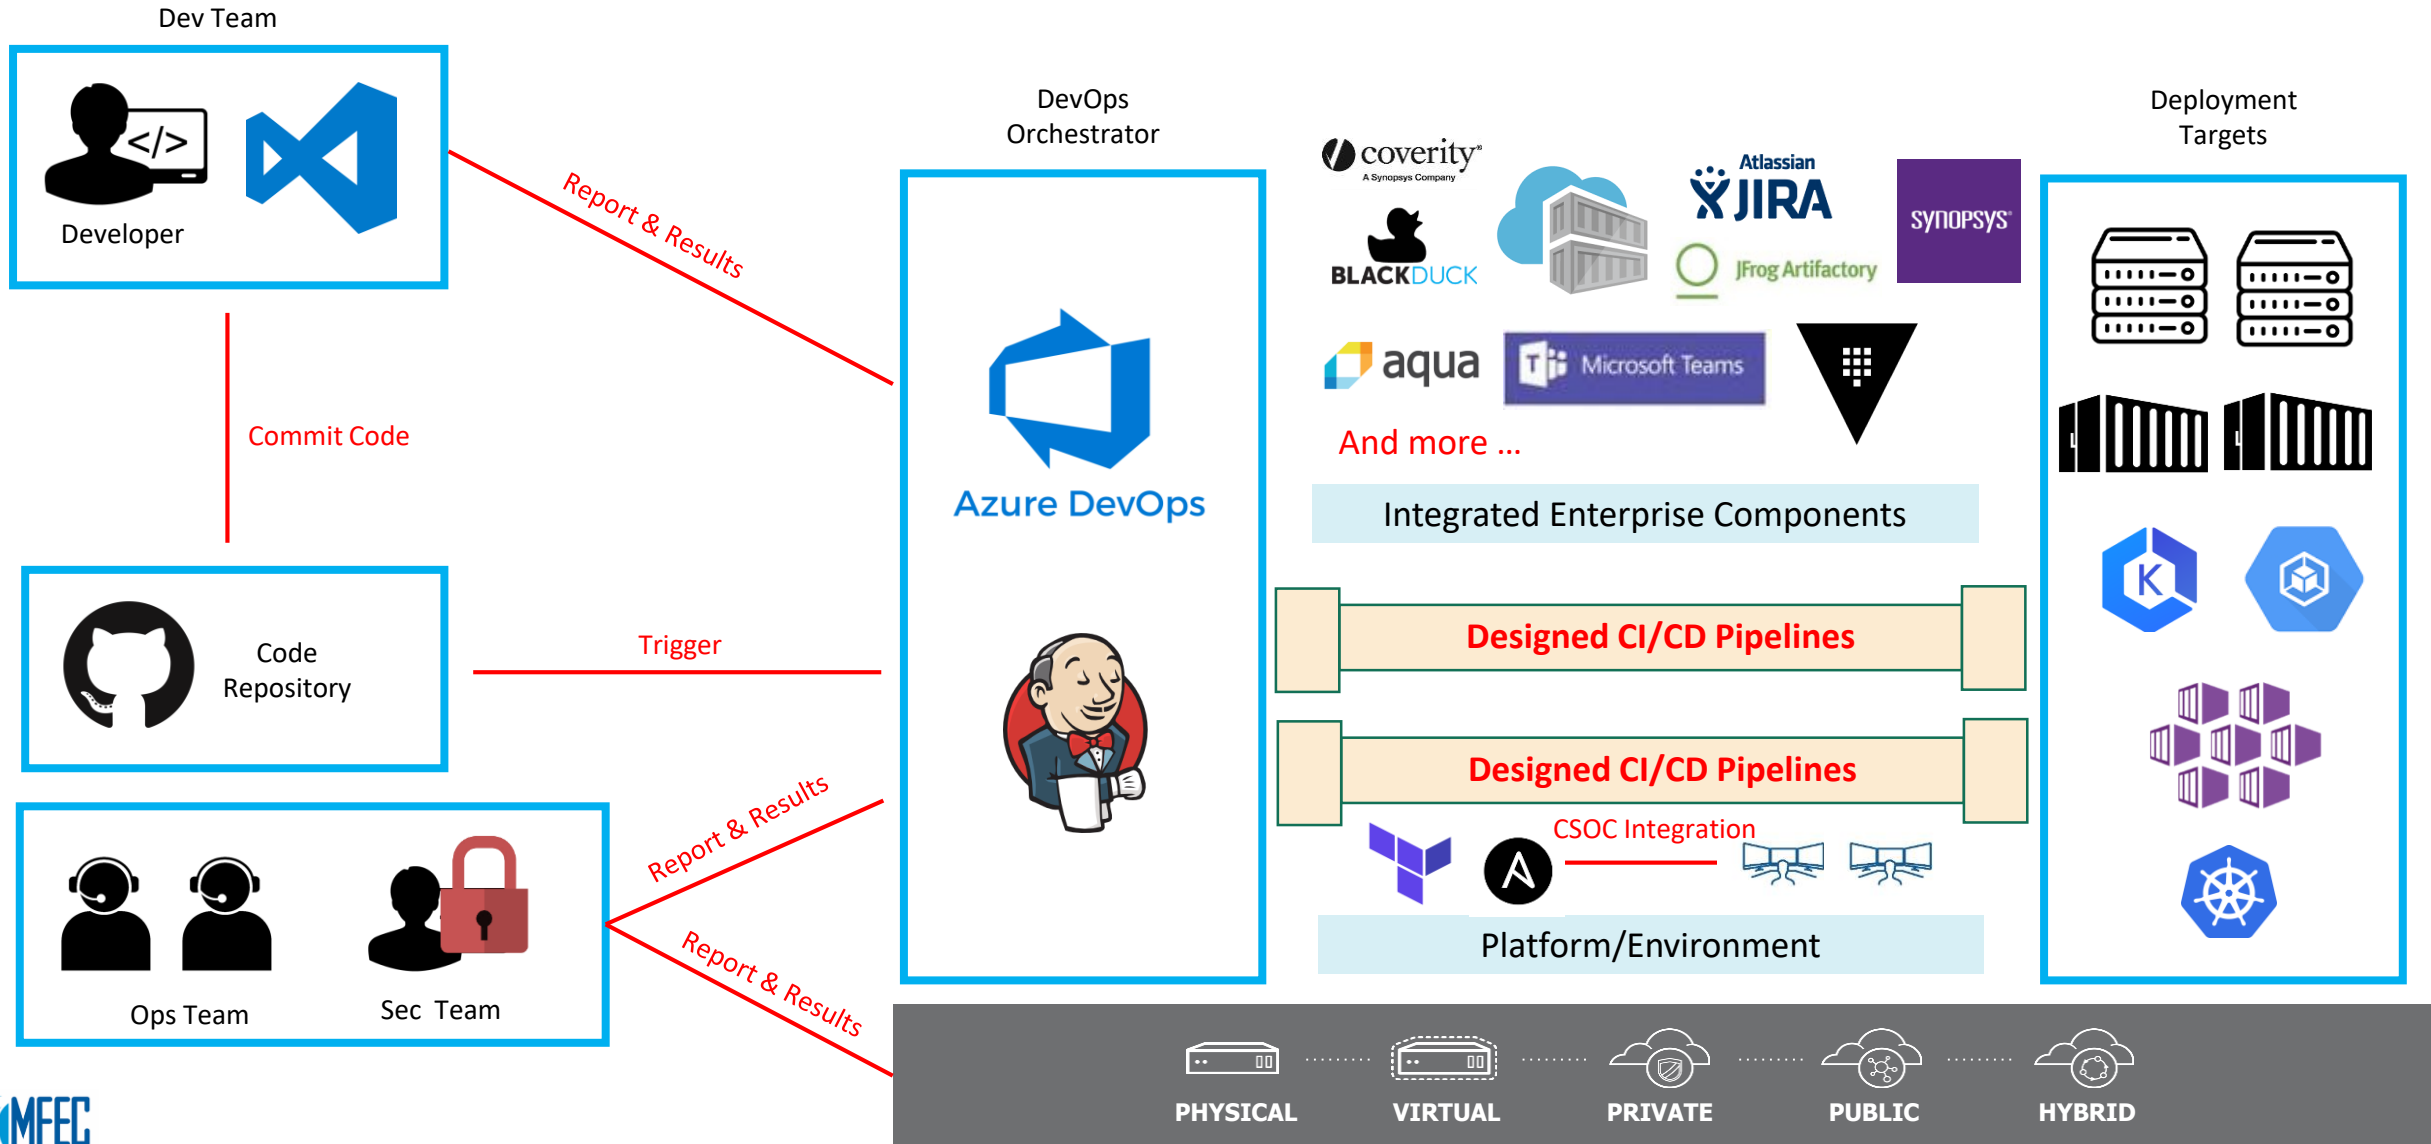 Dev Team
</>
Developer
Report & Results
Commit Code
Code
Repository
Trigger
Ops Team
Sec Team
Report & Results
Report & Results
MFEC
DevOps
Orchestrator
Azure DevOps
coverity®
A Synopsys Company
BLACKDUCK
Atlassian
JIRA
JFrog Artifactory
SYNOPSYS®
aqua
T
Microsoft Teams
And more ...
Integrated Enterprise Components
Designed CI/CD Pipelines
Designed CI/CD Pipelines
CSOC Integration
A
Platform/Environment
Deployment
Targets
K
PHYSICAL
VIRTUAL
PRIVATE
PUBLIC
HYBRID